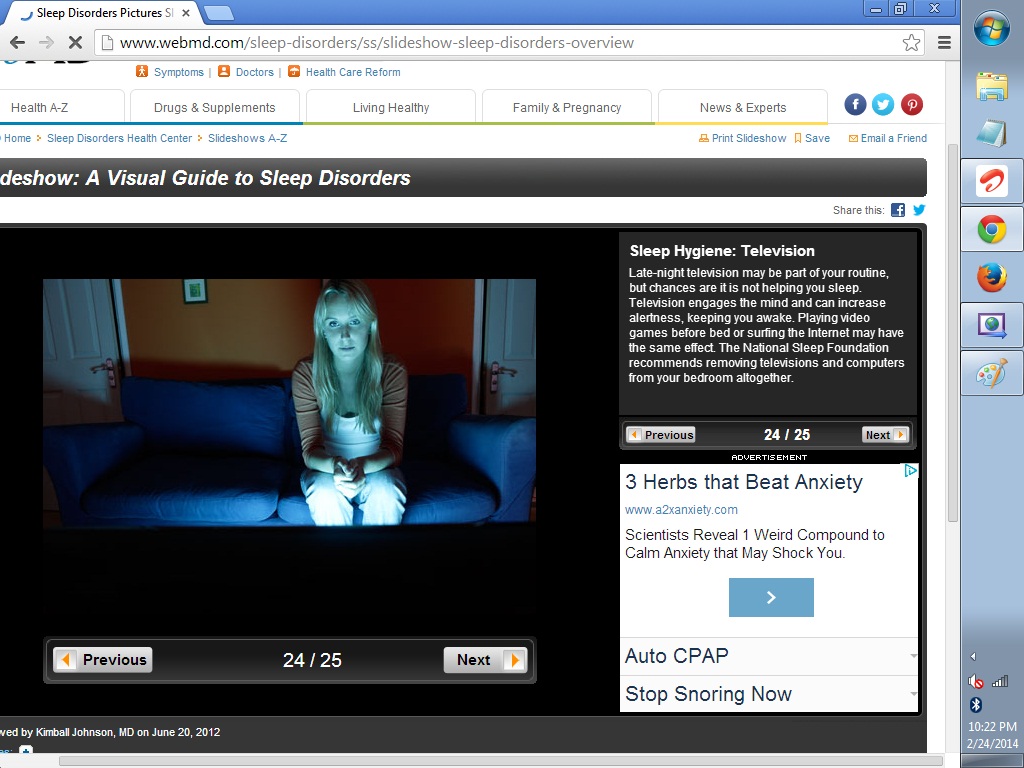 Sleep Disorders Pictures Sl
www.webmd.com/sleep-disorders/ss/slideshow-sleep-disorders-overview
Symptoms | Doctors | Health Care Reform
Health A-Z Drugs & Supplements Living Healthy Family & Pregnancy News & Experts
Home Sleep Disorders Health Center Slideshows A-Z Print Slideshow Save Email a Friend
deshow: A Visual Guide to Sleep Disorders
Share this:
Sleep Hygiene: Television
Late-night television may be part of your routine,
but chances are it is not helping you sleep.
Television engages the mind and can increase
alertness, keeping you awake. Playing video
games before bed or surfing the Internet may have
the same effect. The National Sleep Foundation
recommends removing televisions and computers
from your bedroom altogether.
Previous 24 / 25 Next
ADVERTISEMENT
3 Herbs that Beat Anxiety
www.a2xanxiety.com
Scientists Reveal 1 Weird Compound to
Calm Anxiety that May Shock You.
Auto CPAP
Stop Snoring Now
Previous 24 / 25 Next
wed by Kimball Johnson, MD on June 20, 2012
10:22 PM
2/24/2014